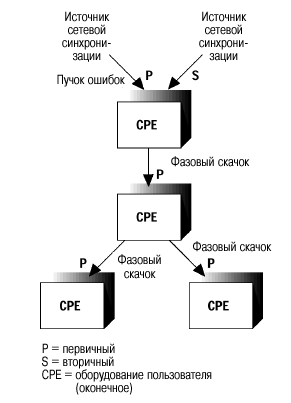 Источник
сетевой
синхрони-
зации
Источник
сетевой
синхрони-
зации
Пучок ошибок
P
S
CPE
Фазовый скачок
P
CPE
Фазовый скачок
P
Фазовый
скачок
P
CPE
CPE
P = первичный
S = вторичный
CPE = оборудование пользователя
(оконечное)